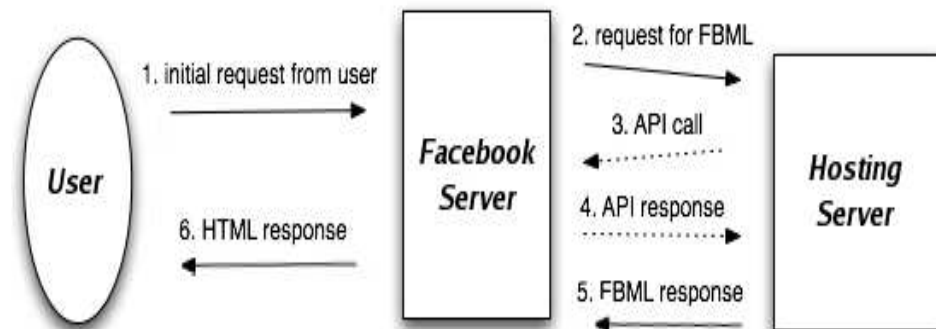 1. initial request from user
2. request for FBML
3. API call
4. API response
5. FBML response
6. HTML response
User
Facebook
Server
Hosting
Server